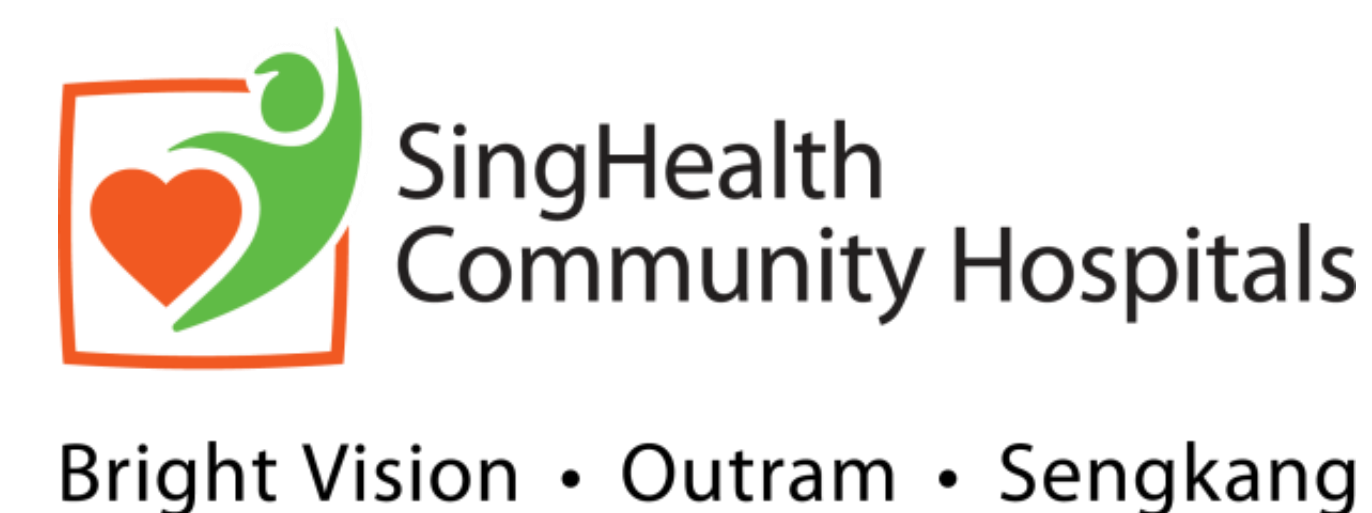 SingHealth
Community Hospitals
Bright Vision • Outram • Sengkang